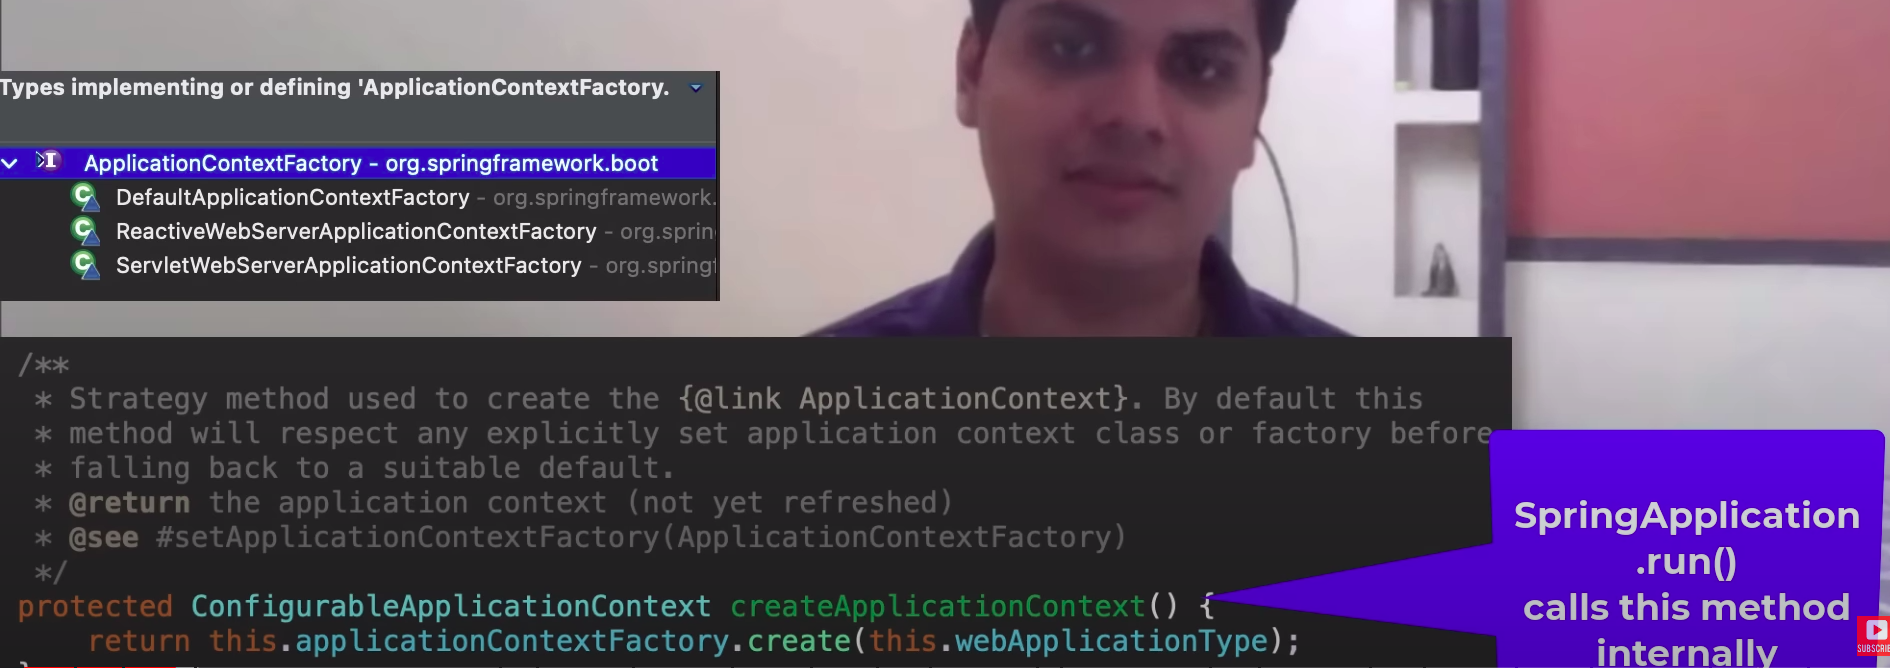 Types implementing or defining 'ApplicationContextFactory.
ApplicationContextFactory - org.springframework.boot
DefaultApplicationContextFactory - org.springframework.
ReactiveWebServerApplicationContextFactory - org.sprin
ServletWebServerApplicationContextFactory - org.spring
/**
* Strategy method used to create the {@link ApplicationContext}. By default this
* method will respect any explicitly set application context class or factory before
* falling back to a suitable default.
* @return the application context (not yet refreshed)
* @see #setApplicationContextFactory(ApplicationContextFactory)
*/
protected ConfigurableApplicationContext createApplicationContext() {
return this.applicationContextFactory.create(this.webApplicationType);
SpringApplication
.run()
calls this method
internally
SUBSCRIBE